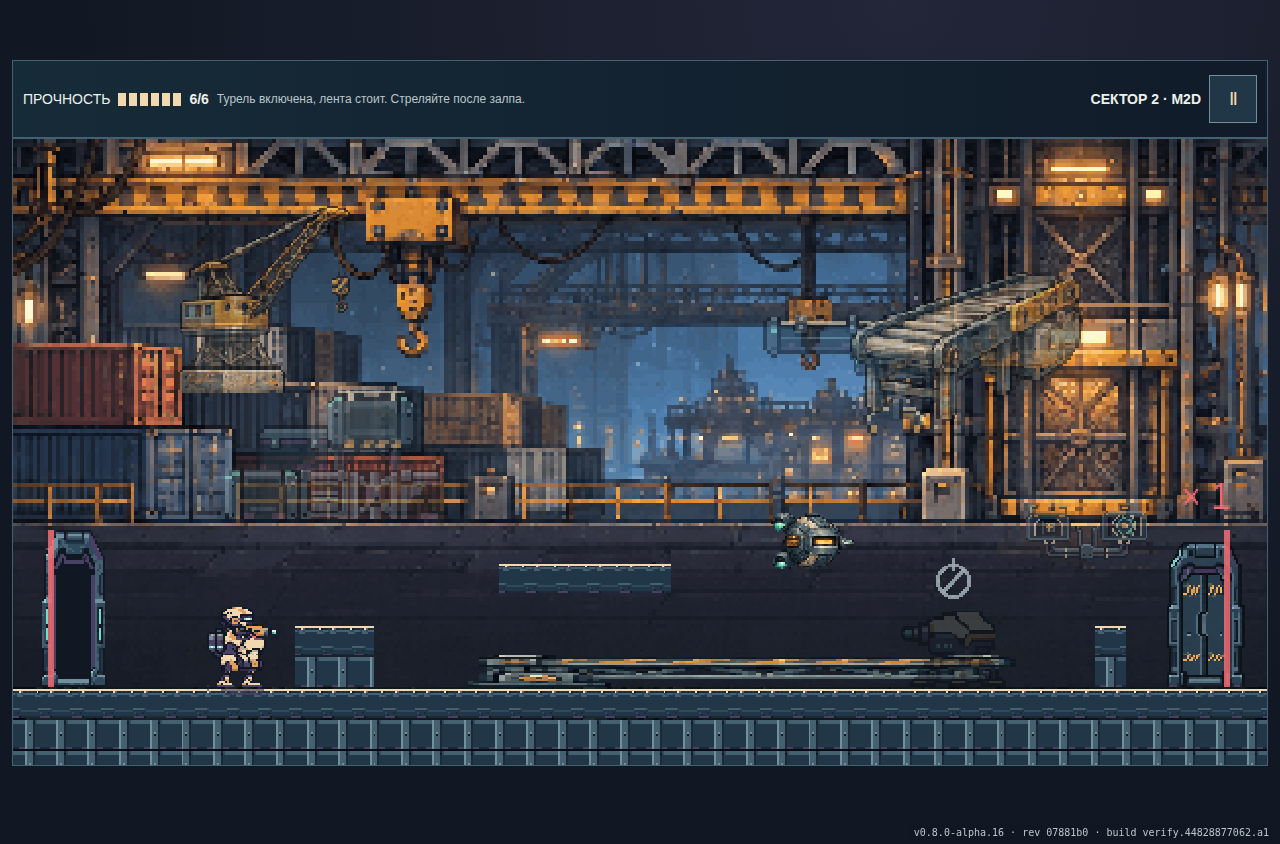 ПРОЧНОСТЬ 6/6 Турель включена, лента стоит. Стреляйте после залпа.
СЕКТОР 2 · M2D
× 1
v0.8.0-alpha.16 · rev 07881b0 · build verify.44828877062.a1